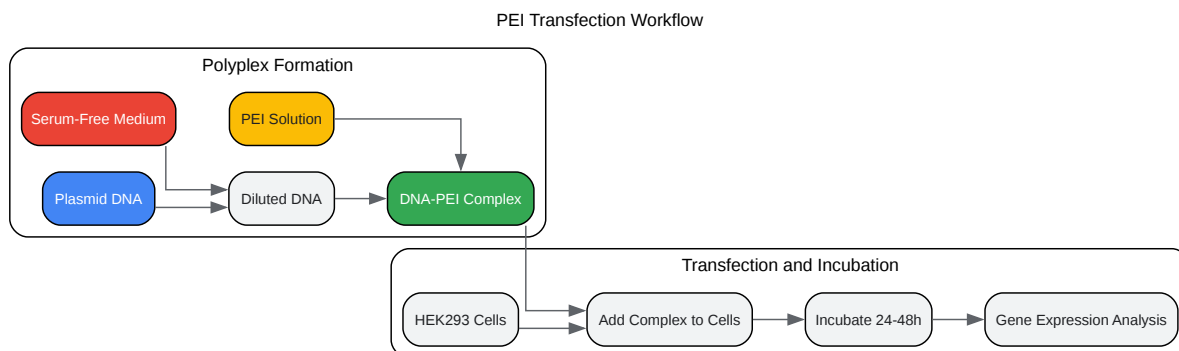 PEI Transfection Workflow
Polyplex Formation
Serum-Free Medium
PEI Solution
Plasmid DNA
Diluted DNA
DNA-PEI Complex
Transfection and Incubation
HEK293 Cells
Add Complex to Cells
Incubate 24-48h
Gene Expression Analysis